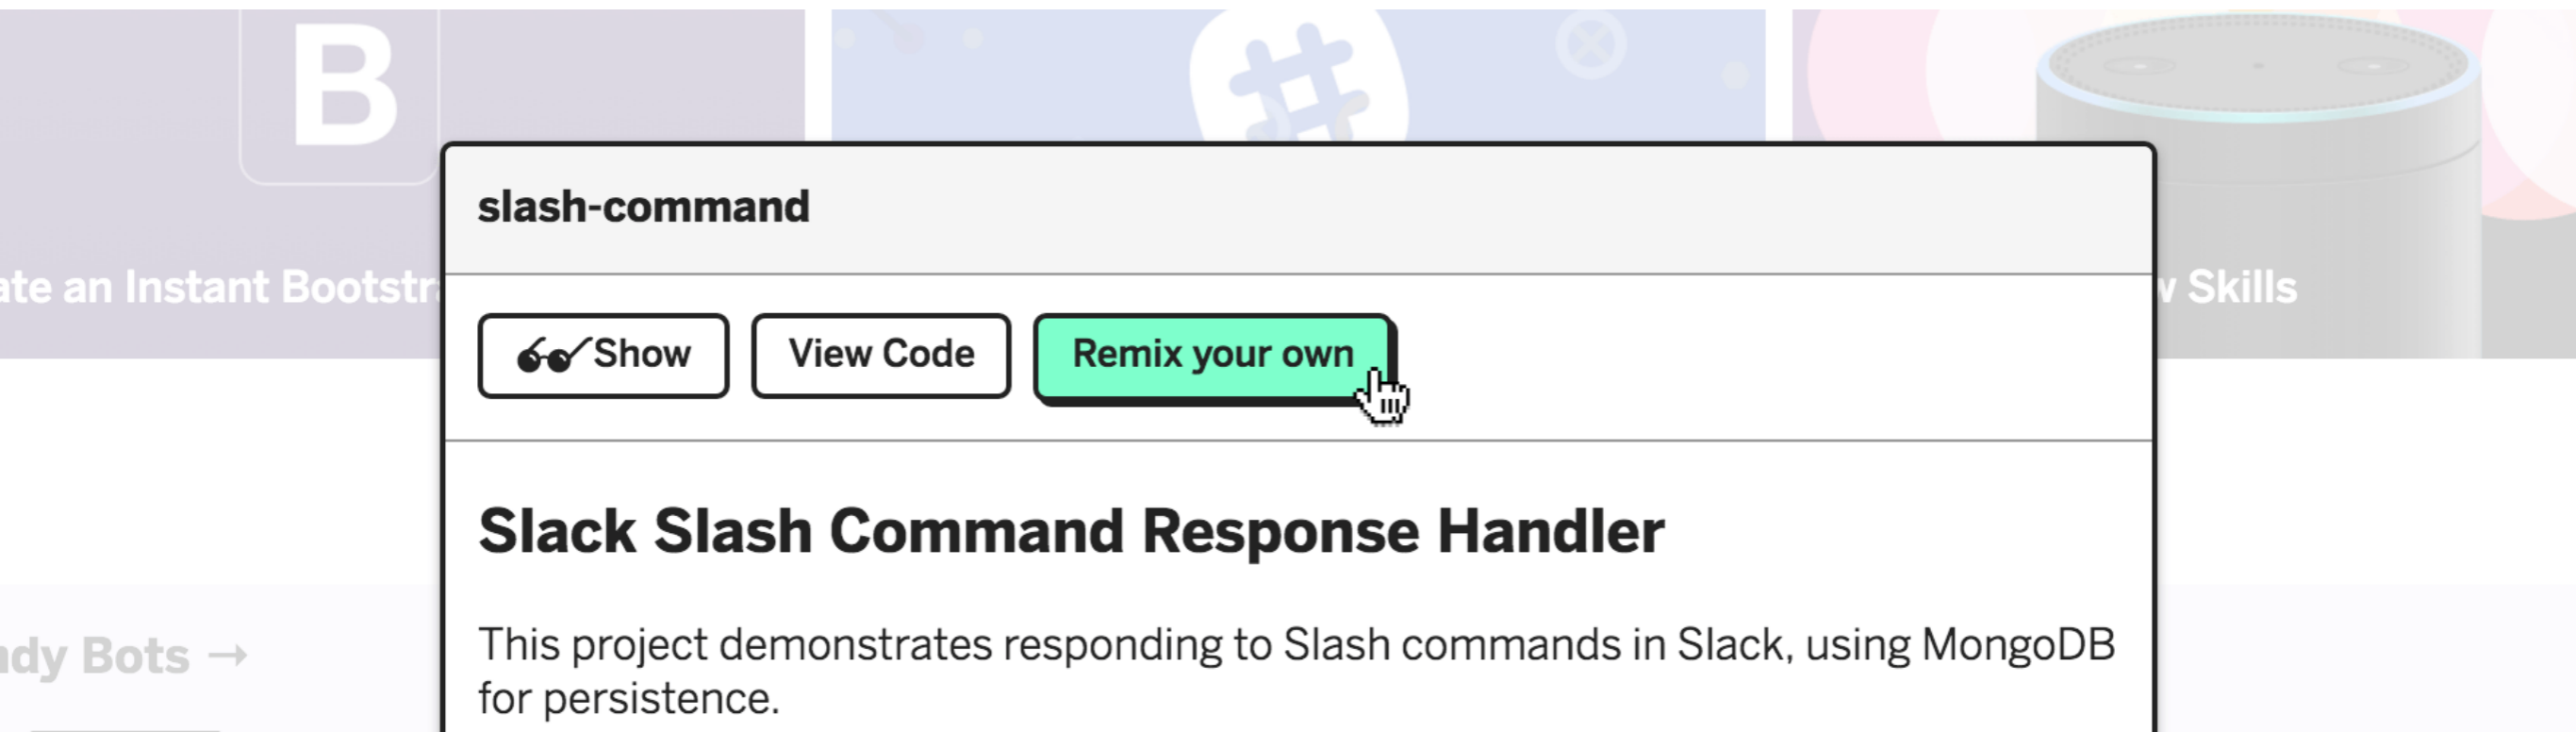 B
ate an Instant Bootstr
w Skills
slash-command
Show
View Code
Remix your own
Slack Slash Command Response Handler
This project demonstrates responding to Slash commands in Slack, using MongoDB
for persistence.
ndy Bots →